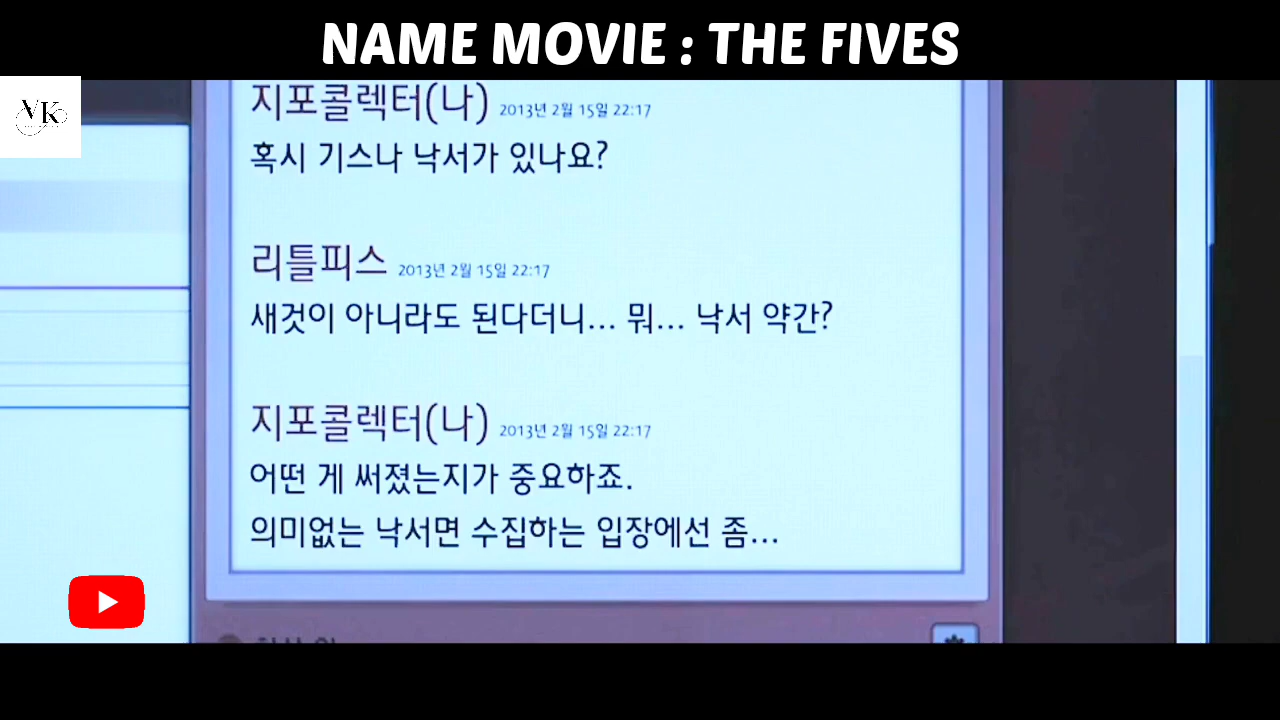 NAME MOVIE : THE FIVES
VK
지포콜렉터(나) 2013년 2월 15일 22:17
혹시 기스나 낙서가 있나요?
리틀피스 2013년 2월 15일 22:17
새것이 아니라도 된다더니... 뭐... 낙서 약간?
지포콜렉터(나) 2013년 2월 15일 22:17
어떤 게 써졌는지가 중요하죠.
의미없는 낙서면 수집하는 입장에선 좀...